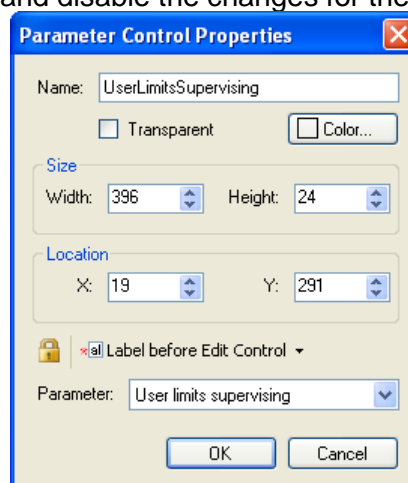 and disable the changes for the
Parameter Control Properties
Name: UserLimitsSupervising
Transparent Color...
Size
Width: 396 Height: 24
Location
X: 19 Y: 291
al Label before Edit Control
Parameter: User limits supervising
OK Cancel